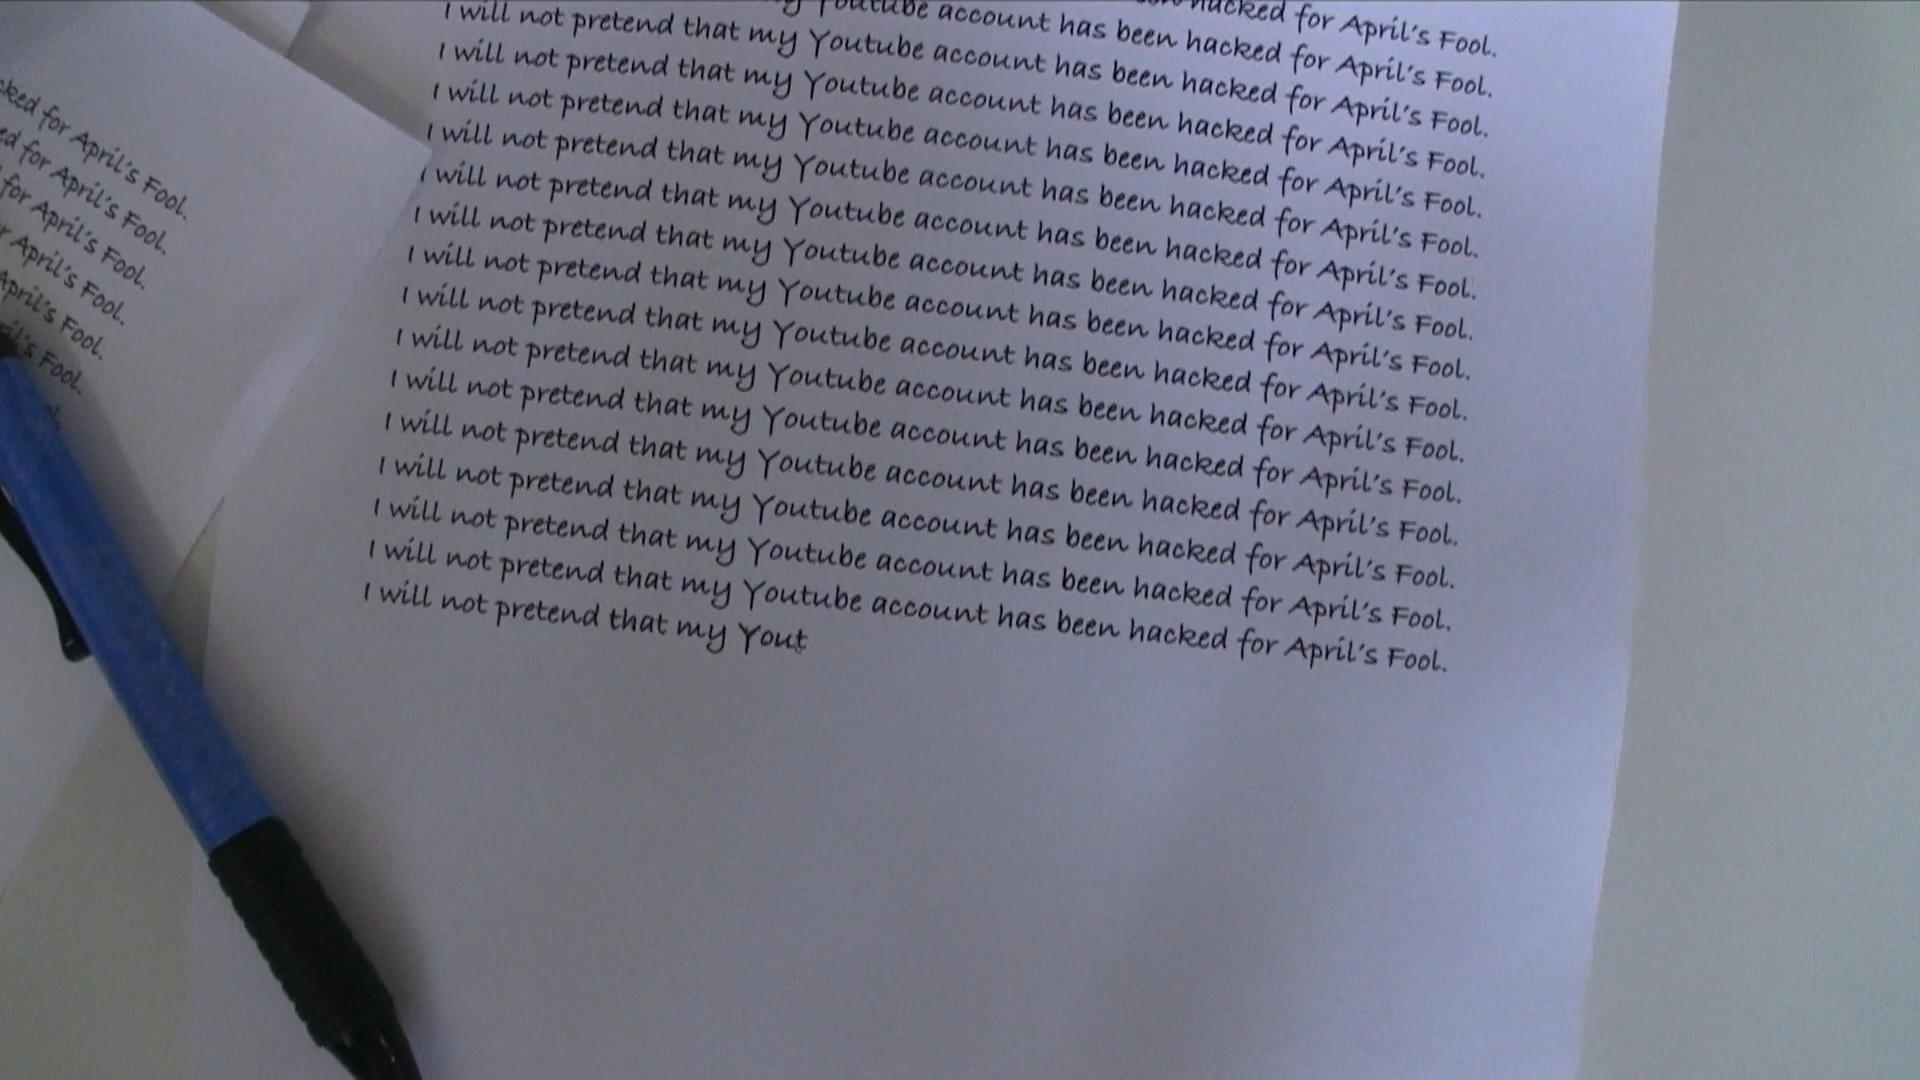 hacked for April's Fool.
Youtube account has been hacked for April's Fool.
I will not pretend that my Youtube account has been hacked for April's Fool.
I will not pretend that my Youtube account has been hacked for April's Fool.
I will not pretend that my Youtube account has been hacked for April's Fool.
I will not pretend that my Youtube account has been hacked for April's Fool.
I will not pretend that my Youtube account has been hacked for April's Fool.
I will not pretend that my Youtube account has been hacked for April's Fool.
I will not pretend that my Youtube account has been hacked for April's Fool.
I will not pretend that my Youtube account has been hacked for April's Fool.
I will not pretend that my Youtube account has been hacked for April's Fool.
I will not pretend that my Youtube account has been hacked for April's Fool.
I will not pretend that my Youtube account has been hacked for April's Fool.
I will not pretend that my Youtube account has been hacked for April's Fool.
I will not pretend that my Youtube account has been hacked for April's Fool.
I will not pretend that my Youtube account has been hacked for April's Fool.
I will not pretend that my Yout
cked for April's Fool.
ed for April's Fool.
for April's Fool.
r April's Fool.
April's Fool.
il's Fool.